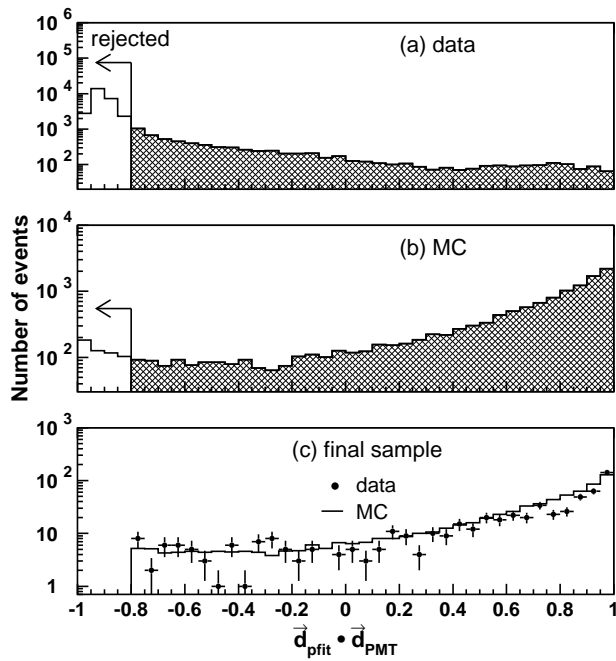 10^6
10^5
10^4
10^3
10^2
rejected
(a) data
10^4
10^3
10^2
(b) MC
Number of events
10^3
10^2
10
1
(c) final sample
data
MC
-1 -0.8 -0.6 -0.4 -0.2 0 0.2 0.4 0.6 0.8 1
d⃗pfit • d⃗PMT